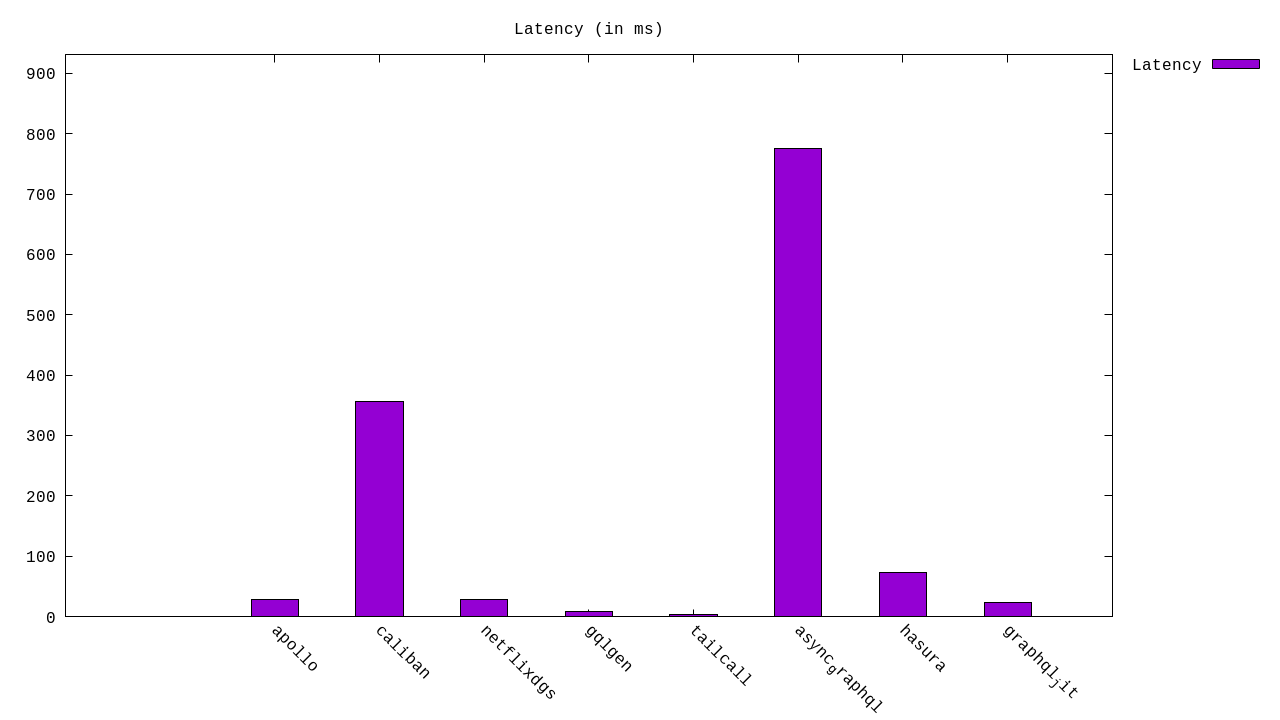 Latency (in ms)
Latency
900
800
700
600
500
400
300
200
100
0
apollo
caliban
netflixdgs
gqlgen
tailcall
async_graphql
hasura
graphql_jit